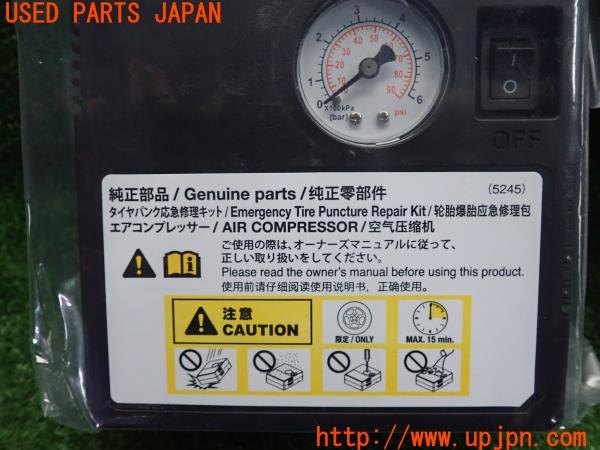 USED PARTS JAPAN
0 1 2 3 4 5 6
0 10 30 50 70 90
X100kPa
(bar)
psi
OFF
純正部品 / Genuine parts / 纯正零部件
(5245)
タイヤパンク応急修理キット / Emergency Tire Puncture Repair Kit / 轮胎爆胎应急修理包
エアコンプレッサー / AIR COMPRESSOR / 空气压缩机
ご使用の際は、オーナーズマニュアルに従って、
正しい取り扱いをしてください。
Please read the owner's manual before using this product.
使用前请仔细阅读使用说明书，正确使用。
注意
CAUTION
限定 / ONLY
MAX. 15 min.
http://www.upjpn.com/